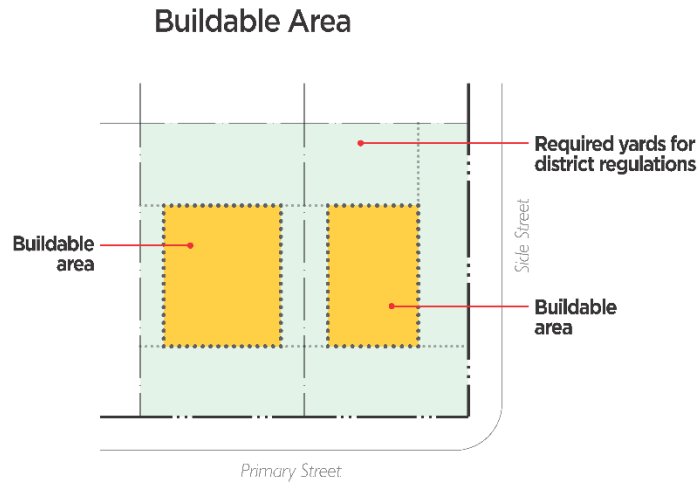 Buildable Area
Required yards for
district regulations
Side Street
Buildable
area
Buildable
area
Primary Street